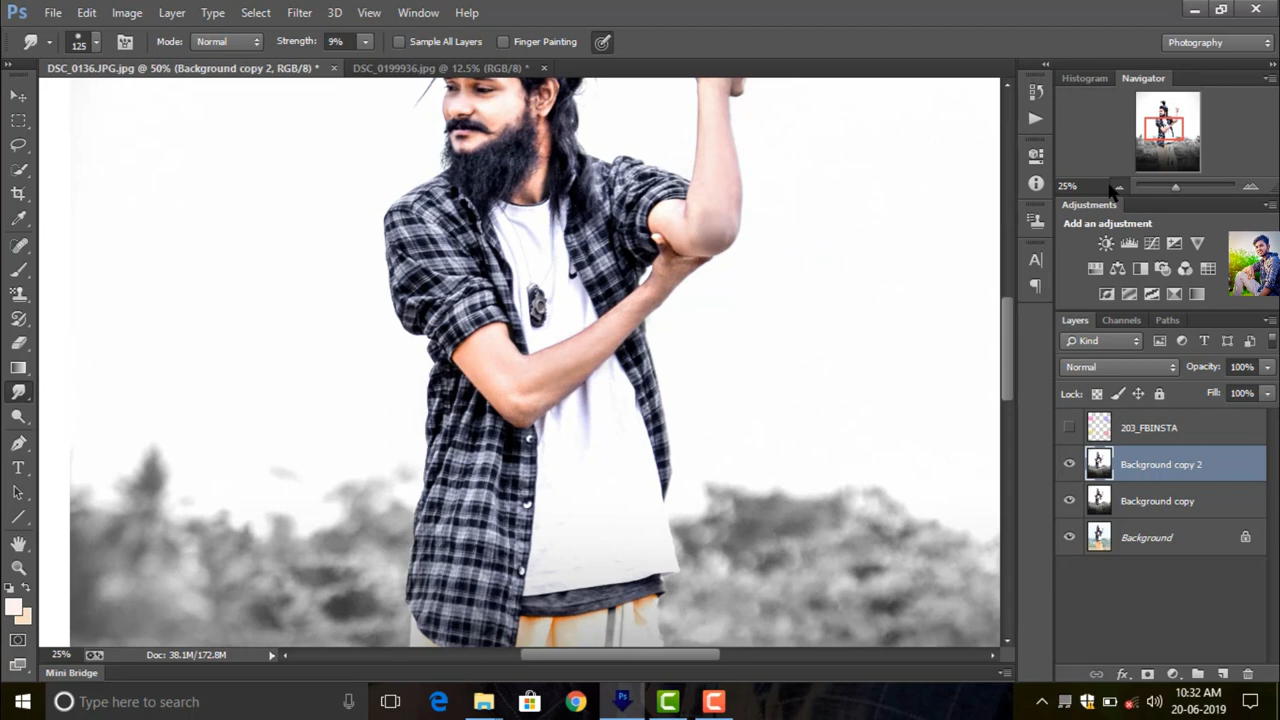 Ps File Edit Image Layer Type Select Filter 3D View Window Help
125 Mode: Normal Strength: 9% Sample All Layers Finger Painting Photography
DSC_0136.JPG.jpg @ 50% (Background copy 2, RGB/8) * DSC_0199936.jpg @ 12.5% (RGB/8) *
Histogram Navigator
25%
Adjustments
Add an adjustment
Layers Channels Paths
Kind
Normal Opacity: 100%
Lock: Fill: 100%
203_FBINSTA
Background copy 2
Background copy
Background
25% Doc: 38.1M/172.8M
Mini Bridge
Type here to search
10:32 AM
20-06-2019